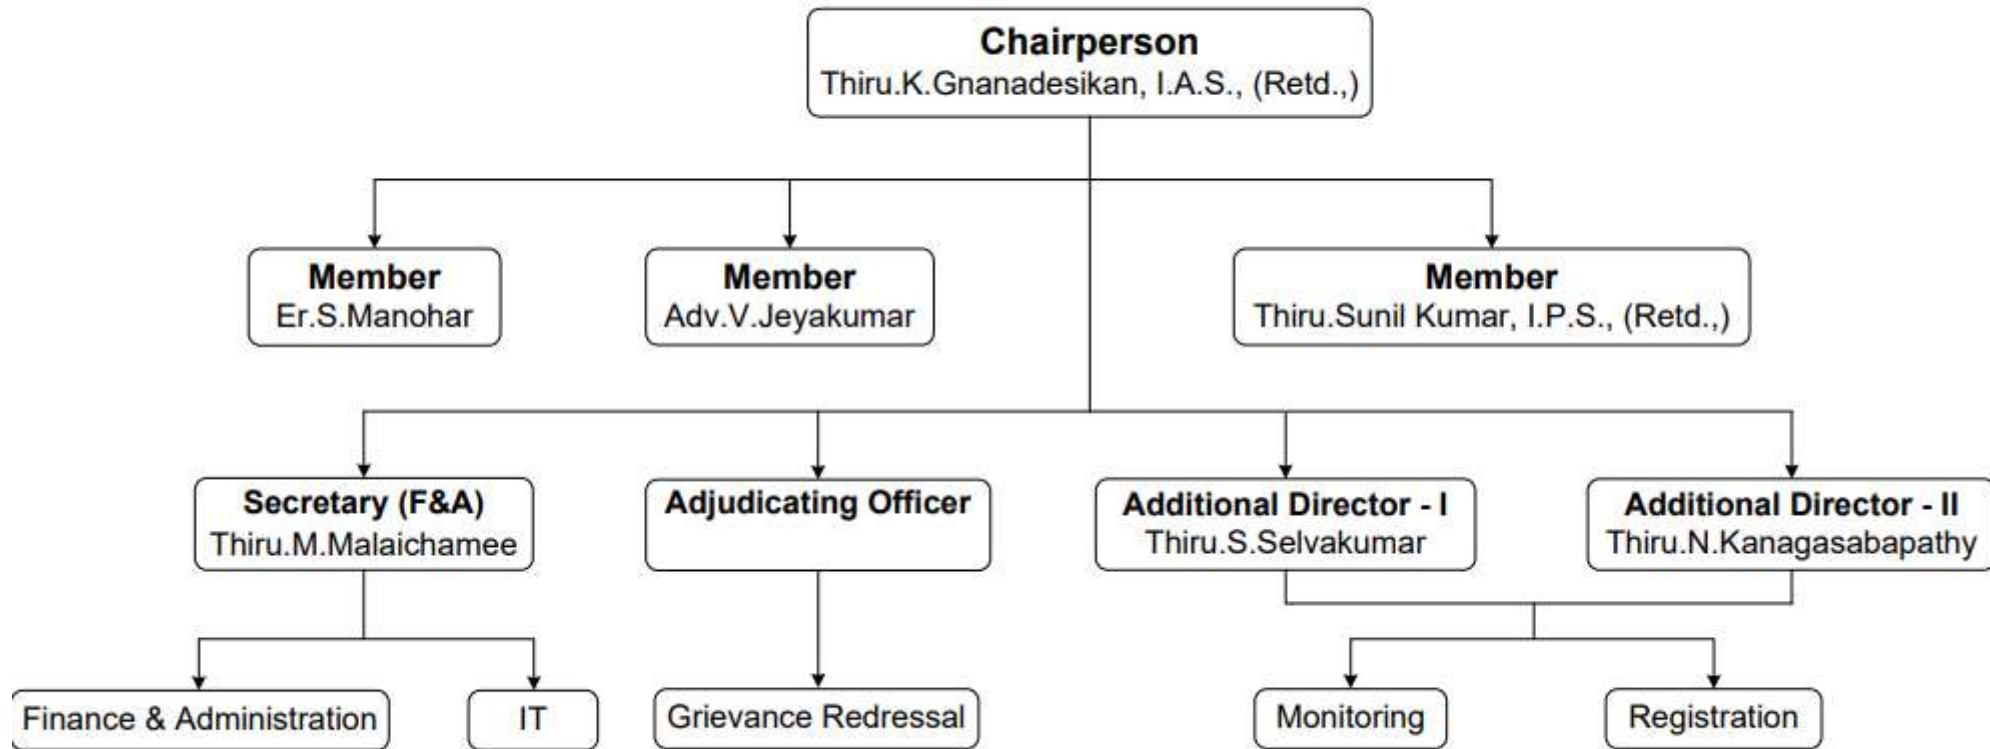 Chairperson
Thiru.K.Gnanadesikan, I.A.S., (Retd.,)
Member
Er.S.Manohar
Member
Adv.V.Jeyakumar
Member
Thiru.Sunil Kumar, I.P.S., (Retd.,)
Secretary (F&A)
Thiru.M.Malaichamee
Adjudicating Officer
Additional Director - I
Thiru.S.Selvakumar
Additional Director - II
Thiru.N.Kanagasabapathy
Finance & Administration
IT
Grievance Redressal
Monitoring
Registration